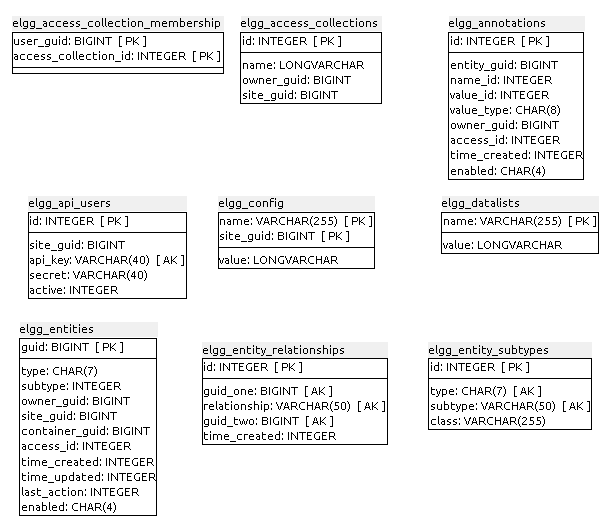 elgg_access_collection_membership
user_guid: BIGINT [ PK ]
access_collection_id: INTEGER [ PK ]
elgg_access_collections
id: INTEGER [ PK ]
name: LONGVARCHAR
owner_guid: BIGINT
site_guid: BIGINT
elgg_annotations
id: INTEGER [ PK ]
entity_guid: BIGINT
name_id: INTEGER
value_id: INTEGER
value_type: CHAR(8)
owner_guid: BIGINT
access_id: INTEGER
time_created: INTEGER
enabled: CHAR(4)
elgg_api_users
id: INTEGER [ PK ]
site_guid: BIGINT
api_key: VARCHAR(40) [ AK ]
secret: VARCHAR(40)
active: INTEGER
elgg_config
name: VARCHAR(255) [ PK ]
site_guid: BIGINT [ PK ]
value: LONGVARCHAR
elgg_datalists
name: VARCHAR(255) [ PK ]
value: LONGVARCHAR
elgg_entities
guid: BIGINT [ PK ]
type: CHAR(7)
subtype: INTEGER
owner_guid: BIGINT
site_guid: BIGINT
container_guid: BIGINT
access_id: INTEGER
time_created: INTEGER
time_updated: INTEGER
last_action: INTEGER
enabled: CHAR(4)
elgg_entity_relationships
id: INTEGER [ PK ]
guid_one: BIGINT [ AK ]
relationship: VARCHAR(50) [ AK ]
guid_two: BIGINT [ AK ]
time_created: INTEGER
elgg_entity_subtypes
id: INTEGER [ PK ]
type: CHAR(7) [ AK ]
subtype: VARCHAR(50) [ AK ]
class: VARCHAR(255)